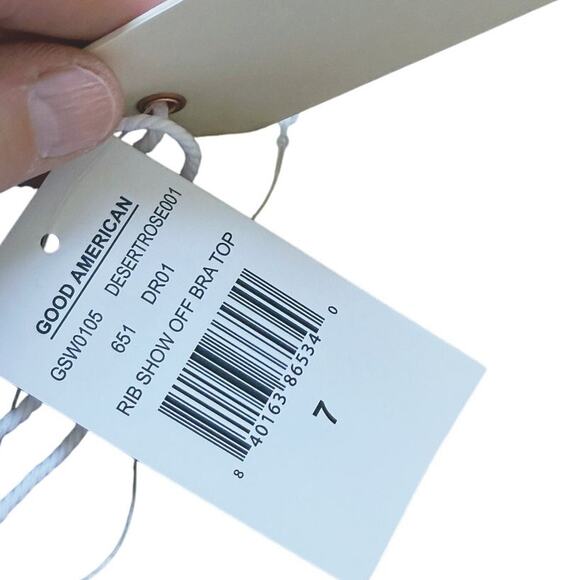 GOOD AMERICAN
GSW0105 DESERTROSE001
651 DR01
RIB SHOW OFF BRA TOP
8 40163 86534 0
7